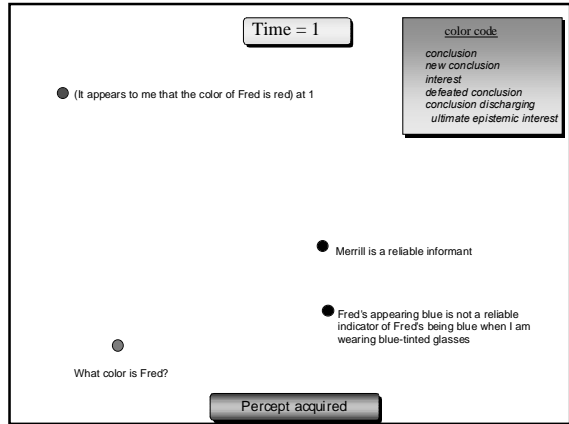 Time = 1
color code
conclusion
new conclusion
interest
defeated conclusion
conclusion discharging
ultimate epistemic interest
(It appears to me that the color of Fred is red) at 1
Merrill is a reliable informant
Fred's appearing blue is not a reliable
indicator of Fred's being blue when I am
wearing blue-tinted glasses
What color is Fred?
Percept acquired